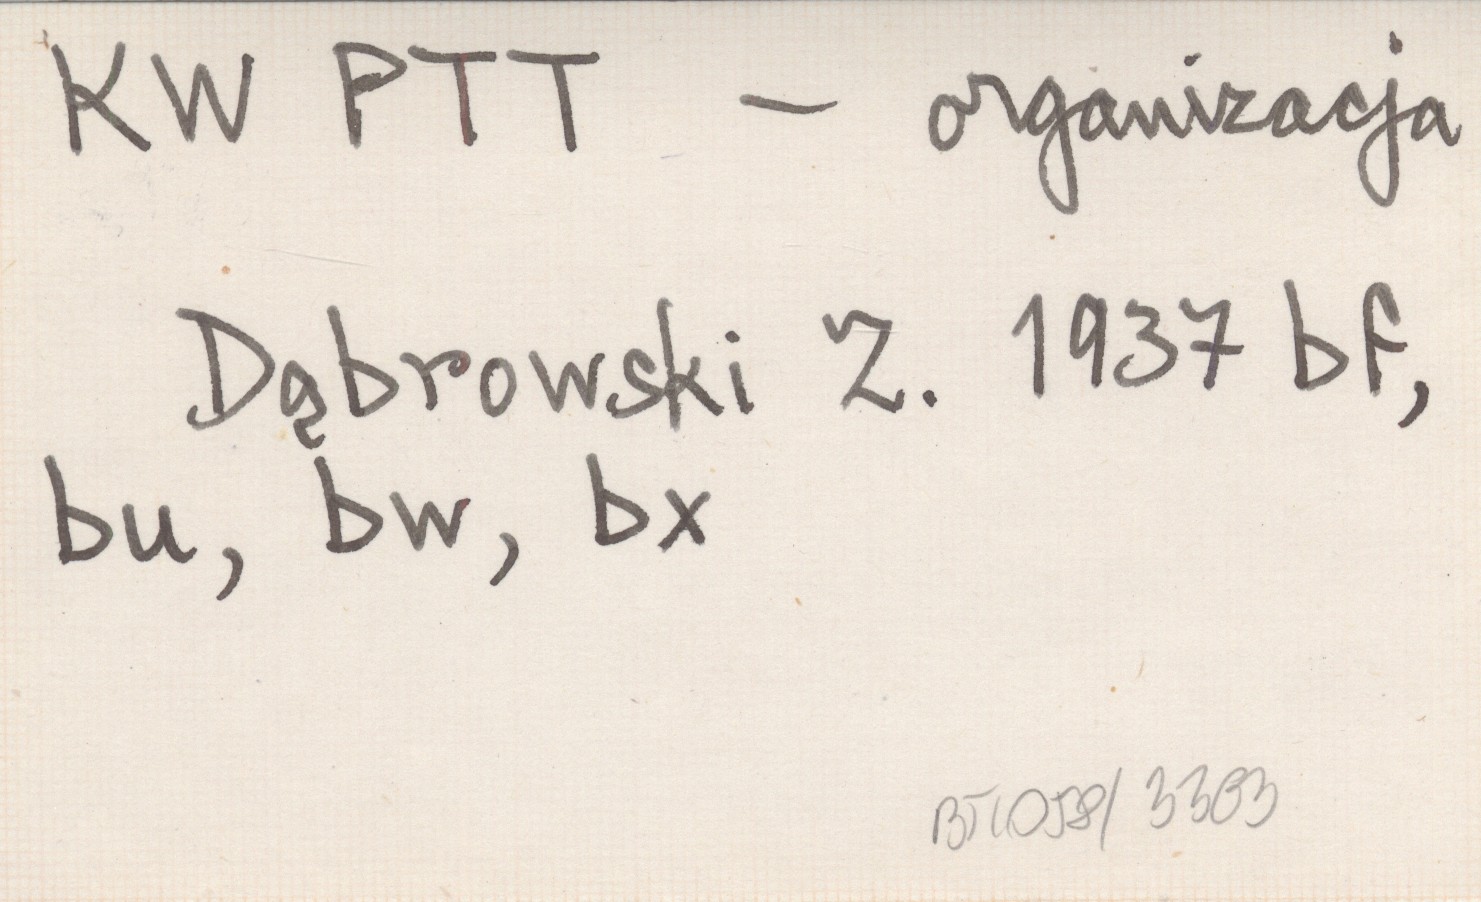 KW PTT – organizacja
Dąbrowski Z. 1937 bf,
bu, bw, bx